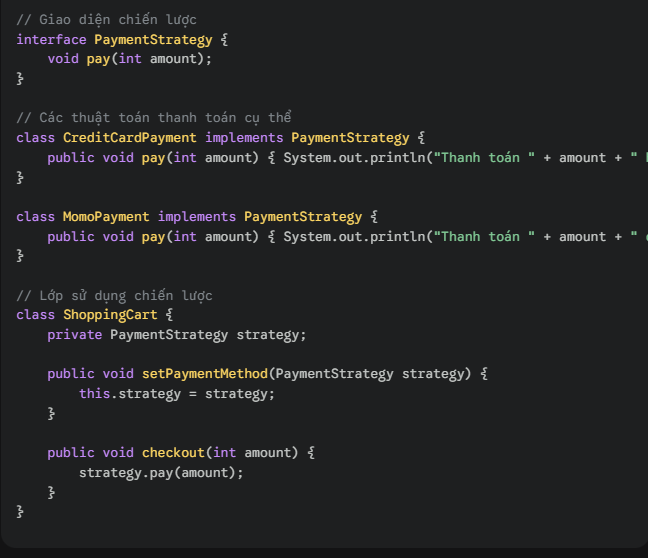 // Giao diện chiến lược
interface PaymentStrategy {
    void pay(int amount);
}

// Các thuật toán thanh toán cụ thể
class CreditCardPayment implements PaymentStrategy {
    public void pay(int amount) { System.out.println("Thanh toán " + amount + "
}

class MomoPayment implements PaymentStrategy {
    public void pay(int amount) { System.out.println("Thanh toán " + amount + "
}

// Lớp sử dụng chiến lược
class ShoppingCart {
    private PaymentStrategy strategy;

    public void setPaymentMethod(PaymentStrategy strategy) {
        this.strategy = strategy;
    }

    public void checkout(int amount) {
        strategy.pay(amount);
    }
}